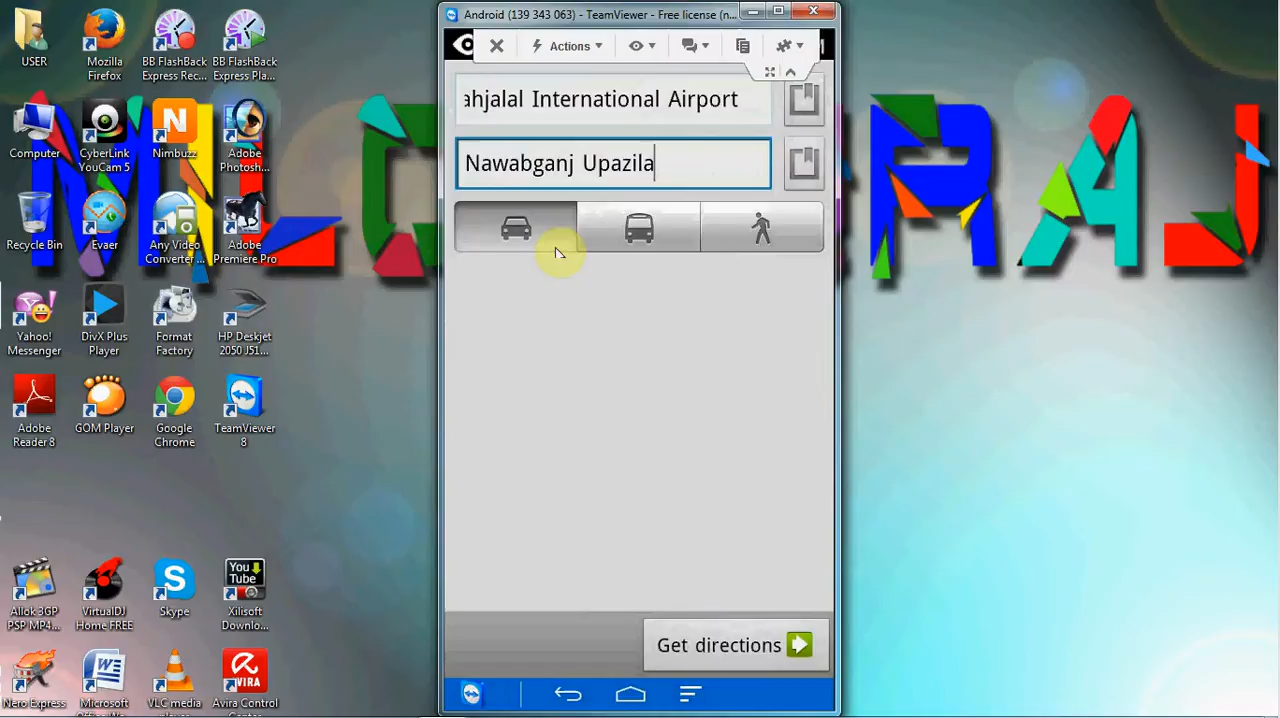 Android (139 343 063) - TeamViewer - Free license (n...
Actions
ahjalal International Airport
Nawabganj Upazila
Get directions
USER
Mozilla
Firefox
BB FlashBack
Express Rec...
BB FlashBack
Express Pla...
Computer
CyberLink
YouCam 5
Nimbuzz
Adobe
Photosh...
Recycle Bin
Evaer
Any Video
Converter ...
Adobe
Premiere Pro
Yahoo!
Messenger
DivX Plus
Player
Format
Factory
HP Deskjet
2050 J51...
Adobe
Reader 8
GOM Player
Google
Chrome
TeamViewer
8
Allok 3GP
PSP MP4...
VirtualDJ
Home FREE
Skype
You
Tube
Xilisoft
Downlo...
Nero Express
Microsoft
VLC media
Avira Control